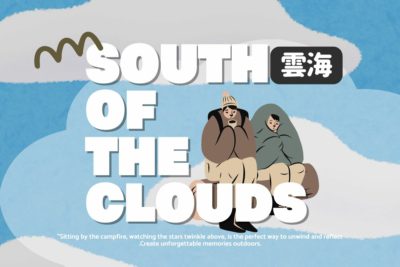 SOUTH
雲海
OF
THE
CLOUDS
"Sitting by the campfire, watching the stars twinkle above, is the perfect way to unwind and reflect
.Create unforgettable memories outdoors.